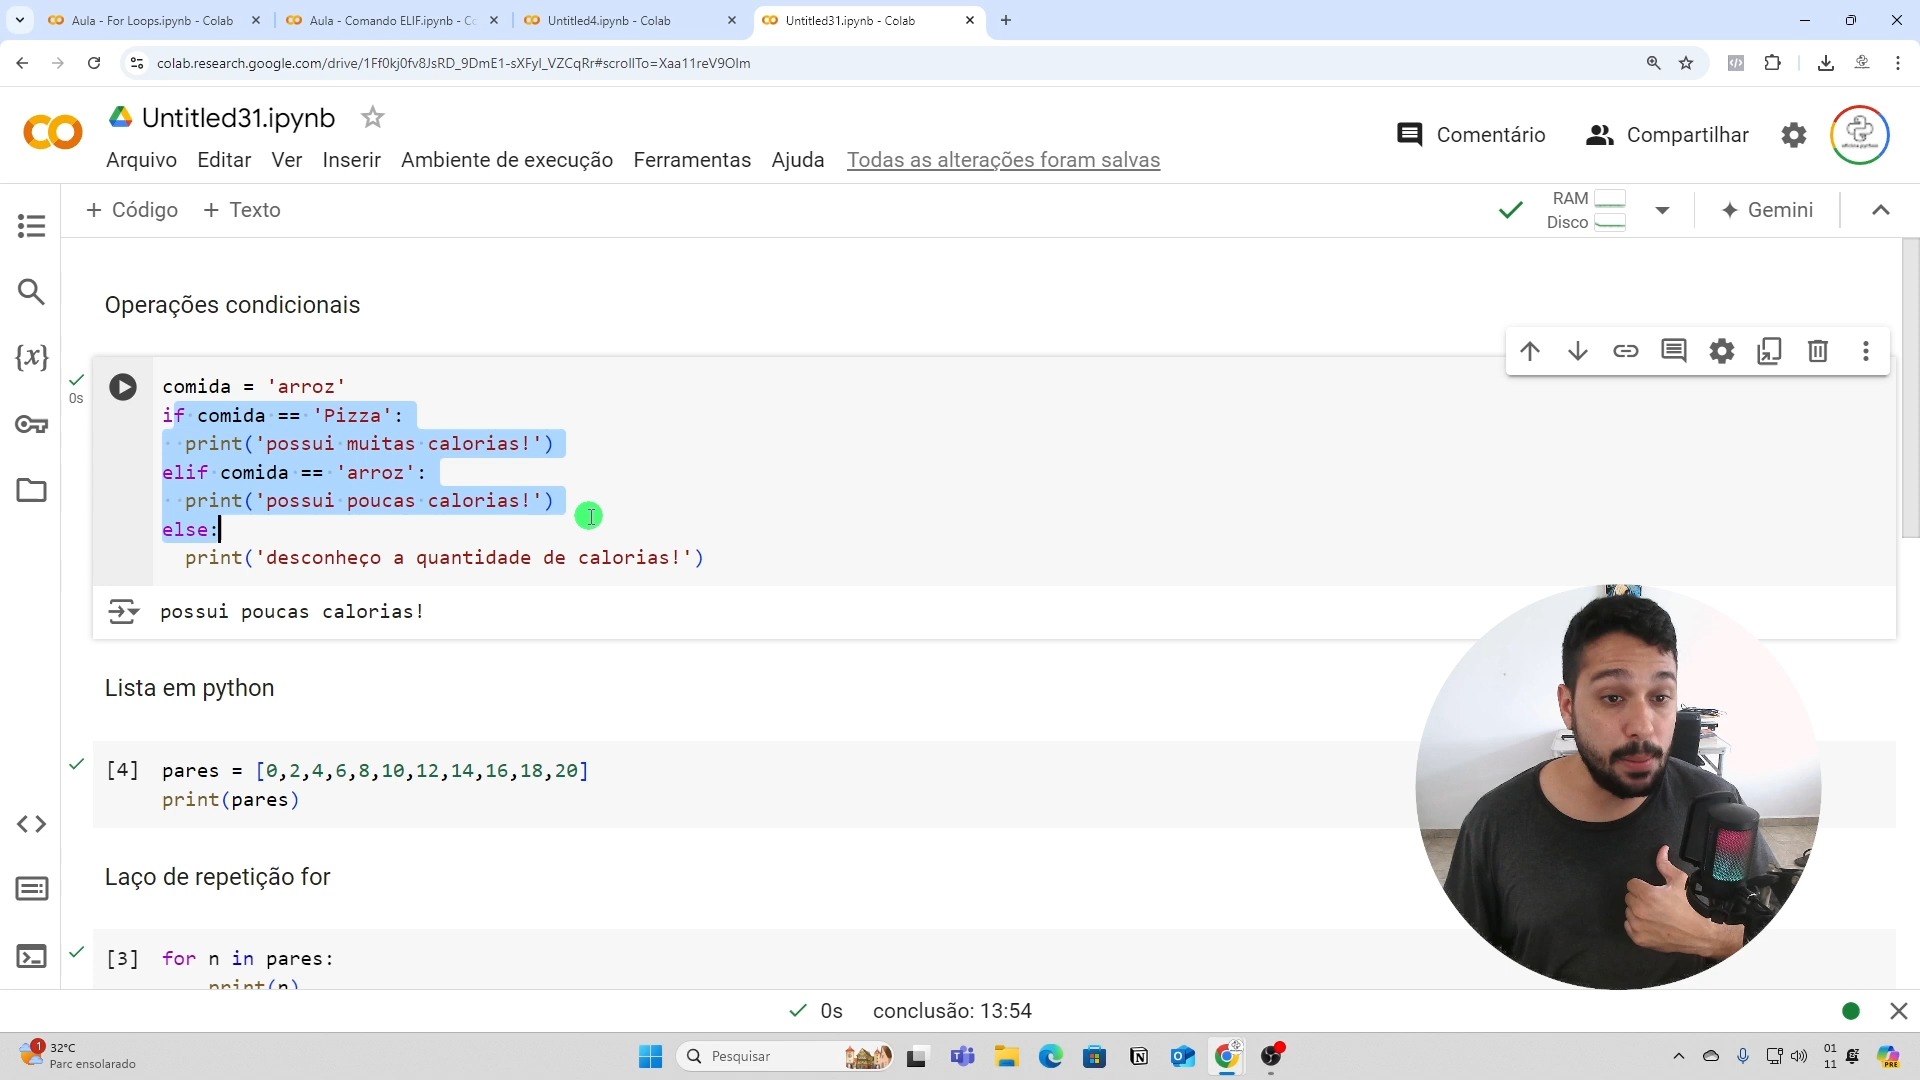 Aula - For Loops.ipynb - Colab
Aula - Comando ELIF.ipynb - Co
Untitled4.ipynb - Colab
Untitled31.ipynb - Colab
colab.research.google.com/drive/1Ff0kj0fv8JsRD_9DmE1-sXFyI_VZCqRr#scrollTo=Xaa11reV9OIm
Untitled31.ipynb
Comentário
Compartilhar
Arquivo Editar Ver Inserir Ambiente de execução Ferramentas Ajuda Todas as alterações foram salvas
+ Código + Texto
RAM
Disco
Gemini
Operações condicionais
0s
comida = 'arroz'
if comida == 'Pizza':
print('possui muitas calorias!')
elif comida == 'arroz':
print('possui poucas calorias!')
else:
print('desconheço a quantidade de calorias!')
possui poucas calorias!
Lista em python
[4] pares = [0,2,4,6,8,10,12,14,16,18,20]
print(pares)
Laço de repetição for
[3] for n in pares:
print(n)
0s conclusão: 13:54
1
32°C
Parc ensolarado
Pesquisar
01
11
PRE